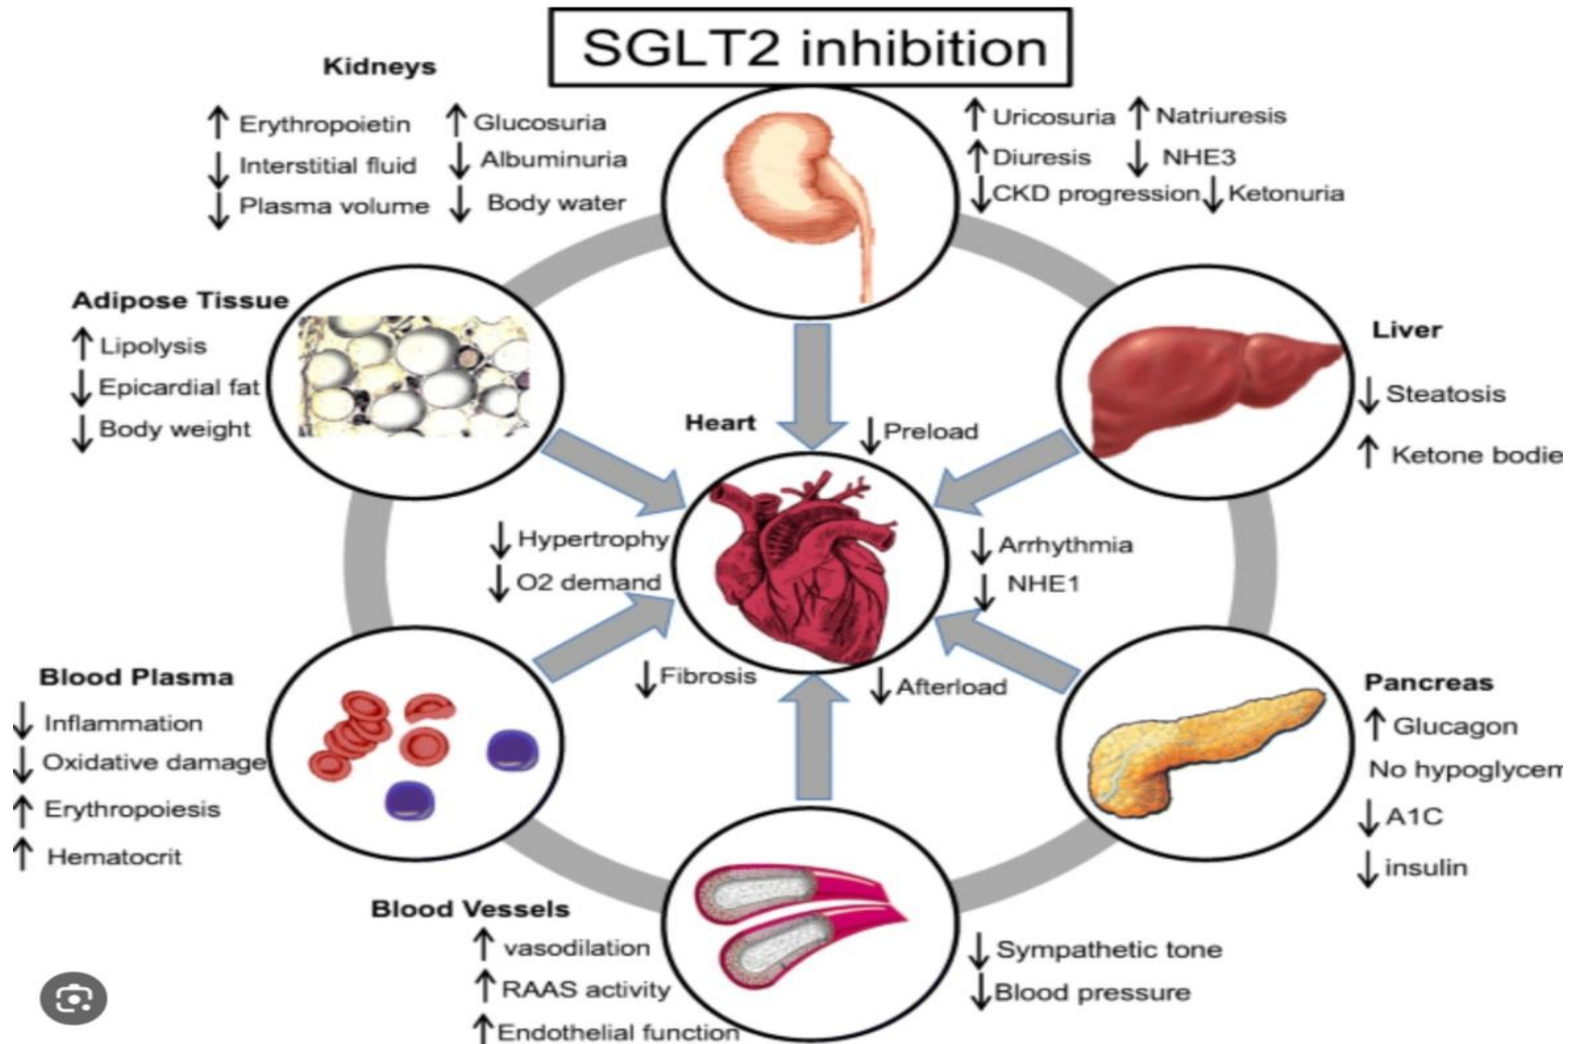 SGLT2 inhibition
Kidneys
↑ Erythropoietin ↑ Glucosuria
↓ Interstitial fluid ↓ Albuminuria
↓ Plasma volume ↓ Body water
↑ Uricosuria ↑ Natriuresis
↑ Diuresis ↓ NHE3
↓ CKD progression ↓ Ketonuria
Adipose Tissue
↑ Lipolysis
↓ Epicardial fat
↓ Body weight
Liver
↓ Steatosis
↑ Ketone bodie
Heart
↓ Preload
↓ Hypertrophy
↓ O2 demand
↓ Arrhythmia
↓ NHE1
↓ Fibrosis
↓ Afterload
Blood Plasma
↓ Inflammation
↓ Oxidative damage
↑ Erythropoiesis
↑ Hematocrit
Pancreas
↑ Glucagon
No hypoglycem
↓ A1C
↓ insulin
Blood Vessels
↑ vasodilation
↑ RAAS activity
↑ Endothelial function
↓ Sympathetic tone
↓ Blood pressure